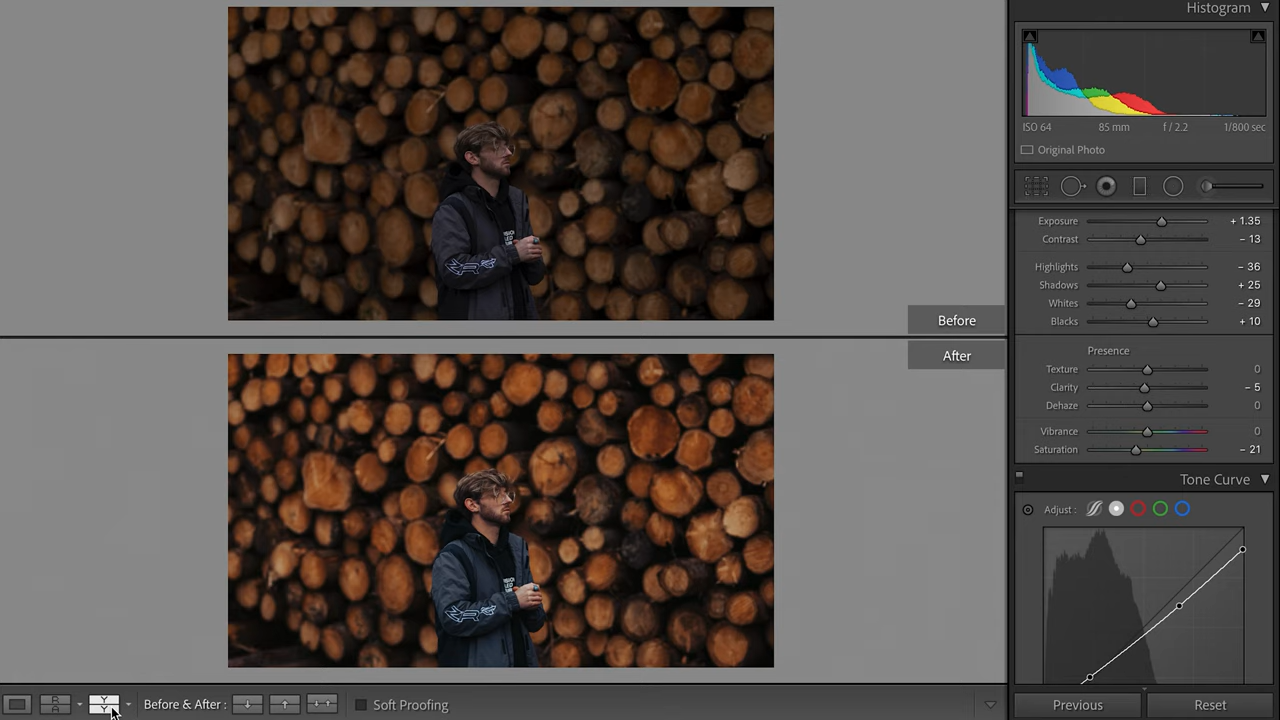 Histogram
ISO 64 85 mm f / 2.2 1/800 sec
Original Photo
Exposure + 1.35
Contrast − 13
Highlights − 36
Shadows + 25
Whites − 29
Blacks + 10
Presence
Texture 0
Clarity − 5
Dehaze 0
Vibrance 0
Saturation − 21
Tone Curve
Adjust :
Before
After
Y Y
Before & After :
Soft Proofing
Previous
Reset